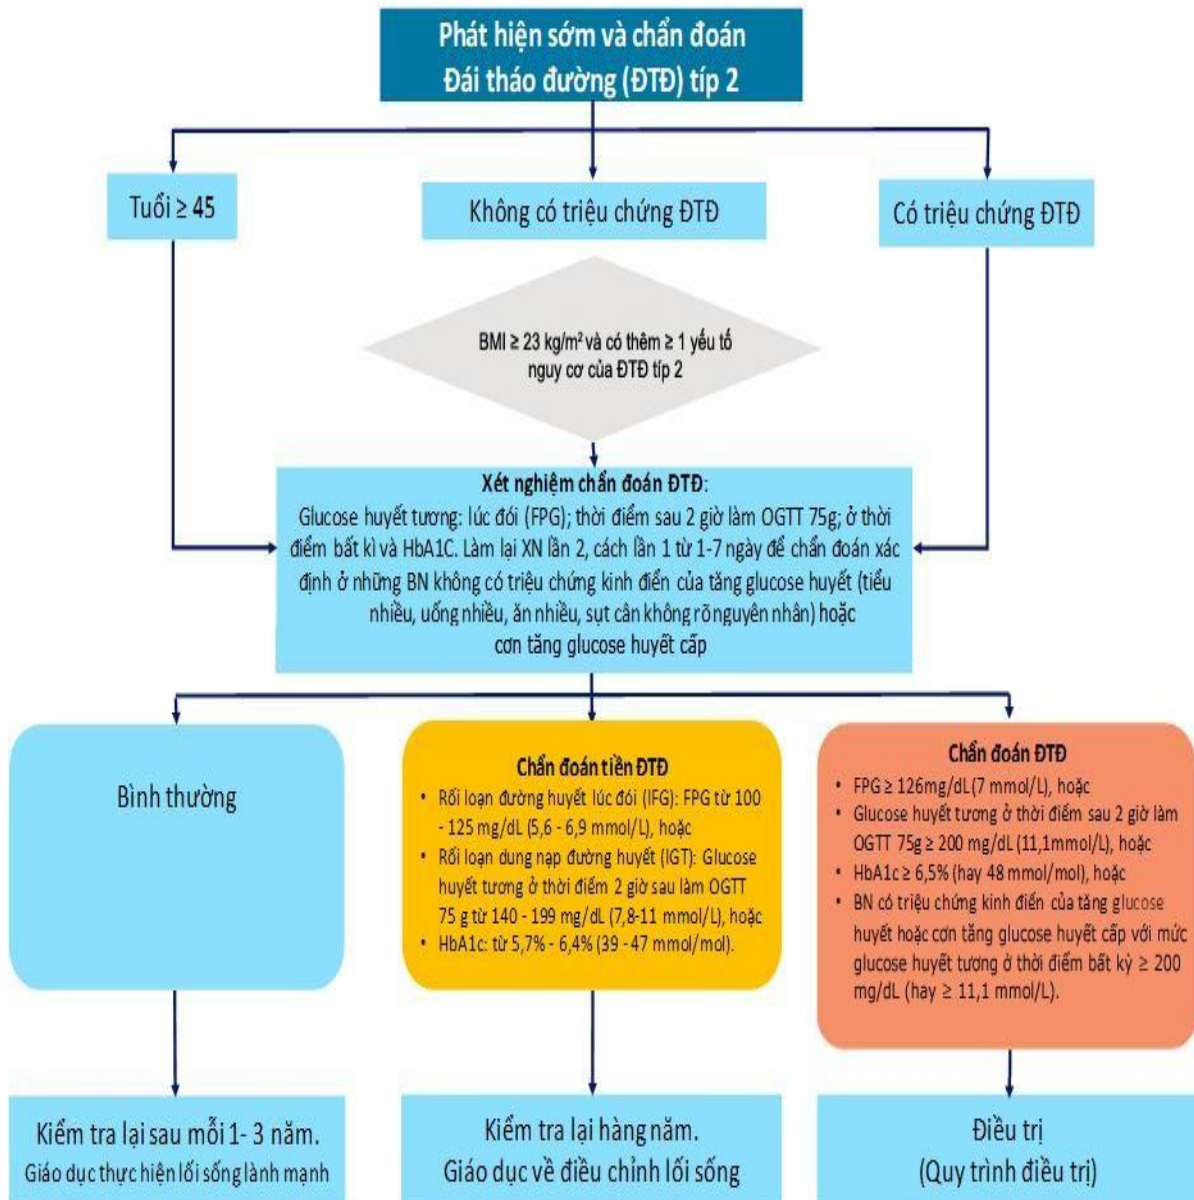 Phát hiện sớm và chẩn đoán
Đái tháo đường (ĐTĐ) típ 2
Tuổi ≥ 45
Không có triệu chứng ĐTĐ
Có triệu chứng ĐTĐ
BMI ≥ 23 kg/m² và có thêm ≥ 1 yếu tố
nguy cơ của ĐTĐ típ 2
Xét nghiệm chẩn đoán ĐTĐ:
Glucose huyết tương: lúc đói (FPG); thời điểm sau 2 giờ làm OGTT 75g; ở thời
điểm bất kì và HbA1C. Làm lại XN lần 2, cách lần 1 từ 1-7 ngày để chẩn đoán xác
định ở những BN không có triệu chứng kinh điển của tăng glucose huyết (tiểu
nhiều, uống nhiều, ăn nhiều, sụt cân không rõ nguyên nhân) hoặc
cơn tăng glucose huyết cấp
Bình thường
Chẩn đoán tiền ĐTĐ
• Rối loạn đường huyết lúc đói (IFG): FPG từ 100
- 125 mg/dL (5,6 - 6,9 mmol/L), hoặc
• Rối loạn dung nạp đường huyết (IGT): Glucose
huyết tương ở thời điểm 2 giờ sau làm OGTT
75 g từ 140 - 199 mg/dL (7,8-11 mmol/L), hoặc
• HbA1c: từ 5,7% - 6,4% (39 - 47 mmol/mol).
Chẩn đoán ĐTĐ
• FPG ≥ 126mg/dL (7 mmol/L), hoặc
• Glucose huyết tương ở thời điểm sau 2 giờ làm
OGTT 75g ≥ 200 mg/dL (11,1mmol/L), hoặc
• HbA1c ≥ 6,5% (hay 48 mmol/mol), hoặc
• BN có triệu chứng kinh điển của tăng glucose
huyết hoặc cơn tăng glucose huyết cấp với mức
glucose huyết tương ở thời điểm bất kỳ ≥ 200
mg/dL (hay ≥ 11,1 mmol/L).
Kiểm tra lại sau mỗi 1- 3 năm.
Giáo dục thực hiện lối sống lành mạnh
Kiểm tra lại hàng năm.
Giáo dục về điều chỉnh lối sống
Điều trị
(Quy trình điều trị)